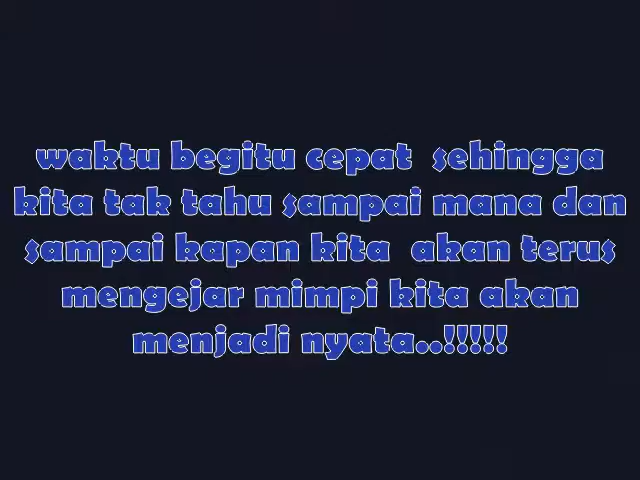 waktu begitu cepat  sehingga
kita tak tahu sampai mana dan
sampai kapan kita  akan terus
mengejar mimpi kita akan
menjadi nyata..!!!!!